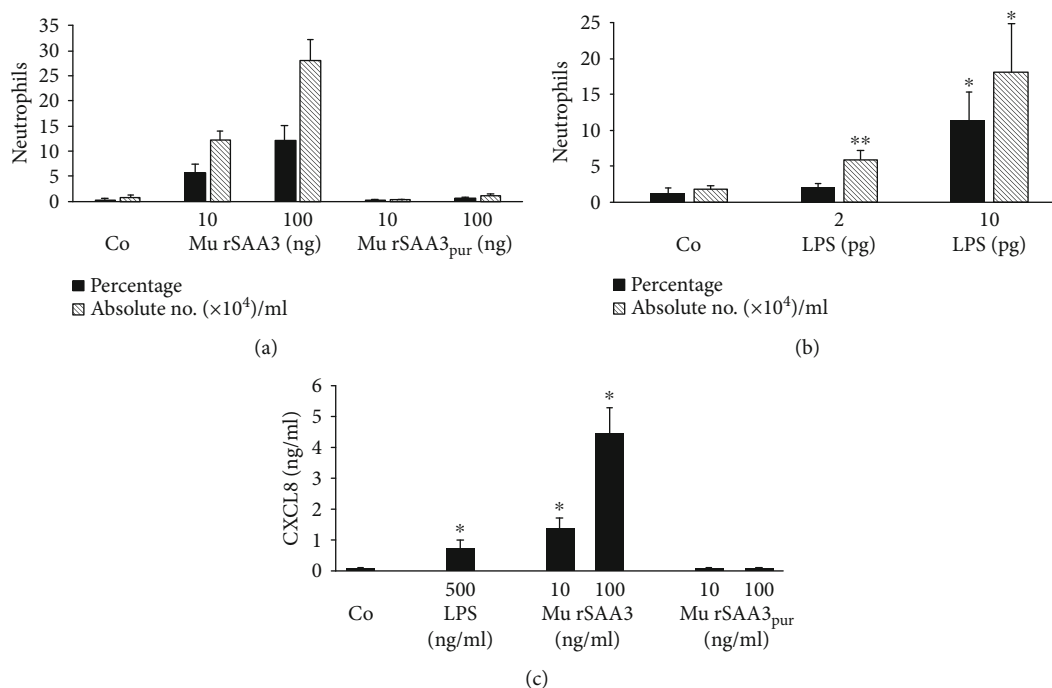 Neutrophils
35
30
25
20
15
10
5
0
10
100
10
100
Co
Mu rSAA3 (ng)
Mu rSAA3pur (ng)
Percentage
Absolute no. (×10⁴)/ml
(a)
Neutrophils
25
20
15
10
5
0
**
*
*
2
10
Co
LPS (pg)
LPS (pg)
Percentage
Absolute no. (×10⁴)/ml
(b)
CXCL8 (ng/ml)
6
5
4
3
2
1
0
*
*
*
500
10
100
10
100
Co
LPS
(ng/ml)
Mu rSAA3
(ng/ml)
Mu rSAA3pur
(ng/ml)
(c)